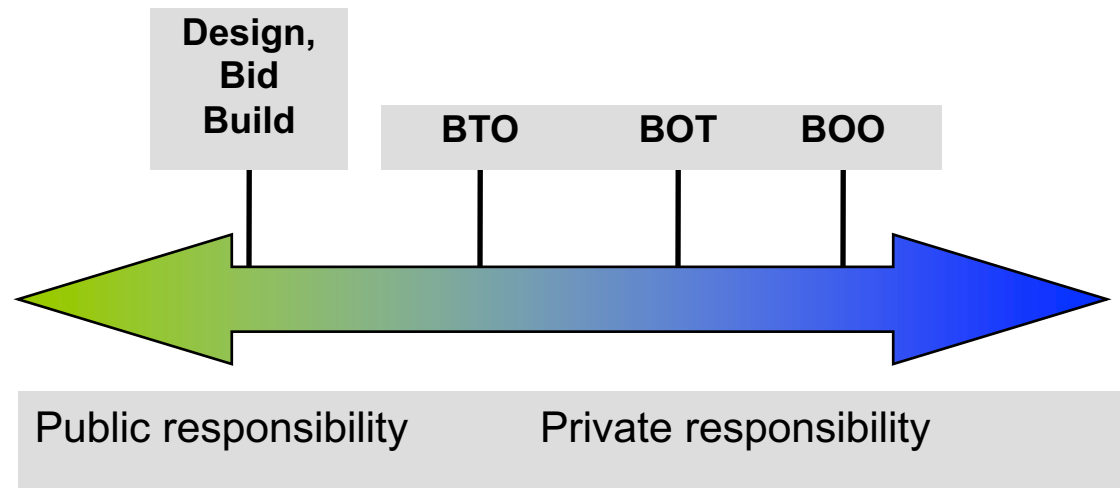 Design,
Bid
Build
BTO BOT BOO
Public responsibility Private responsibility